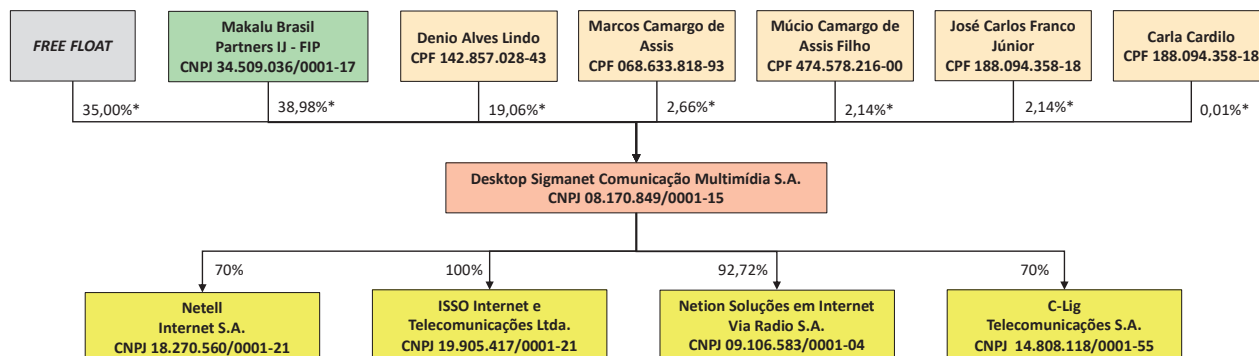 FREE FLOAT
Makalu Brasil
Partners IJ - FIP
CNPJ 34.509.036/0001-17
Denio Alves Lindo
CPF 142.857.028-43
Marcos Camargo de
Assis
CPF 068.633.818-93
Múcio Camargo de
Assis Filho
CPF 474.578.216-00
José Carlos Franco
Júnior
CPF 188.094.358-18
Carla Cardilo
CPF 188.094.358-18
35,00%*
38,98%*
19,06%*
2,66%*
2,14%*
2,14%*
0,01%*
Desktop Sigmanet Comunicação Multimídia S.A.
CNPJ 08.170.849/0001-15
70%
100%
92,72%
70%
Netell
Internet S.A.
CNPJ 18.270.560/0001-21
ISSO Internet e
Telecomunicações Ltda.
CNPJ 19.905.417/0001-21
Netion Soluções em Internet
Via Radio S.A.
CNPJ 09.106.583/0001-04
C-Lig
Telecomunicações S.A.
CNPJ 14.808.118/0001-55